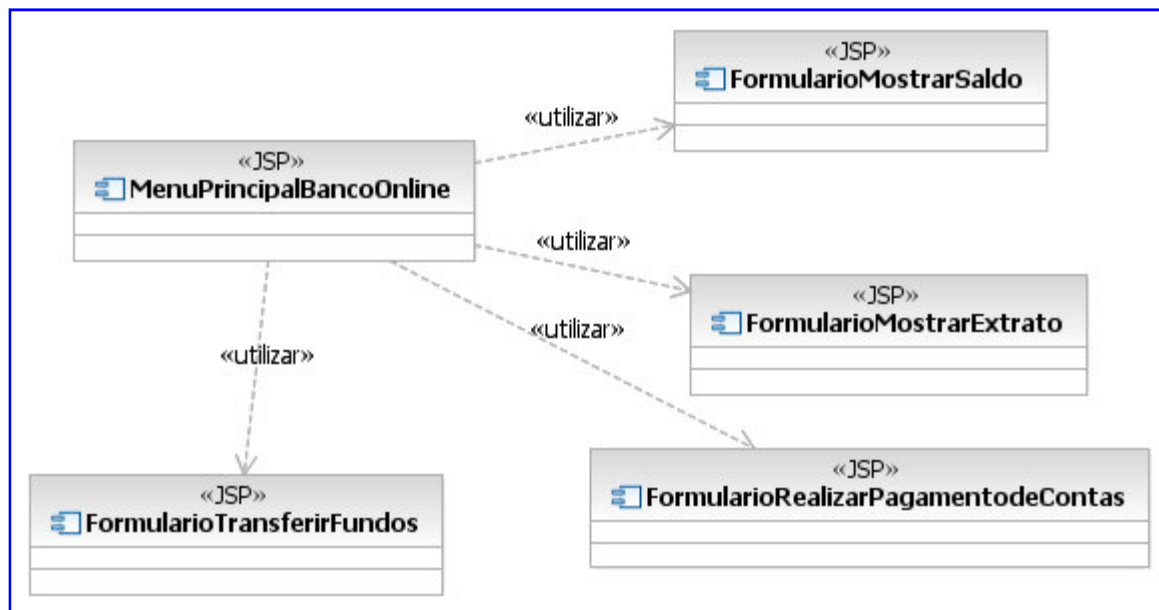 «JSP»
FormularioMostrarSaldo
«utilizar»
«JSP»
MenuPrincipalBancoOnline
«utilizar»
«JSP»
FormularioMostrarExtrato
«utilizar»
«utilizar»
«JSP»
FormularioRealizarPagamentodeContas
«JSP»
FormularioTransferirFundos